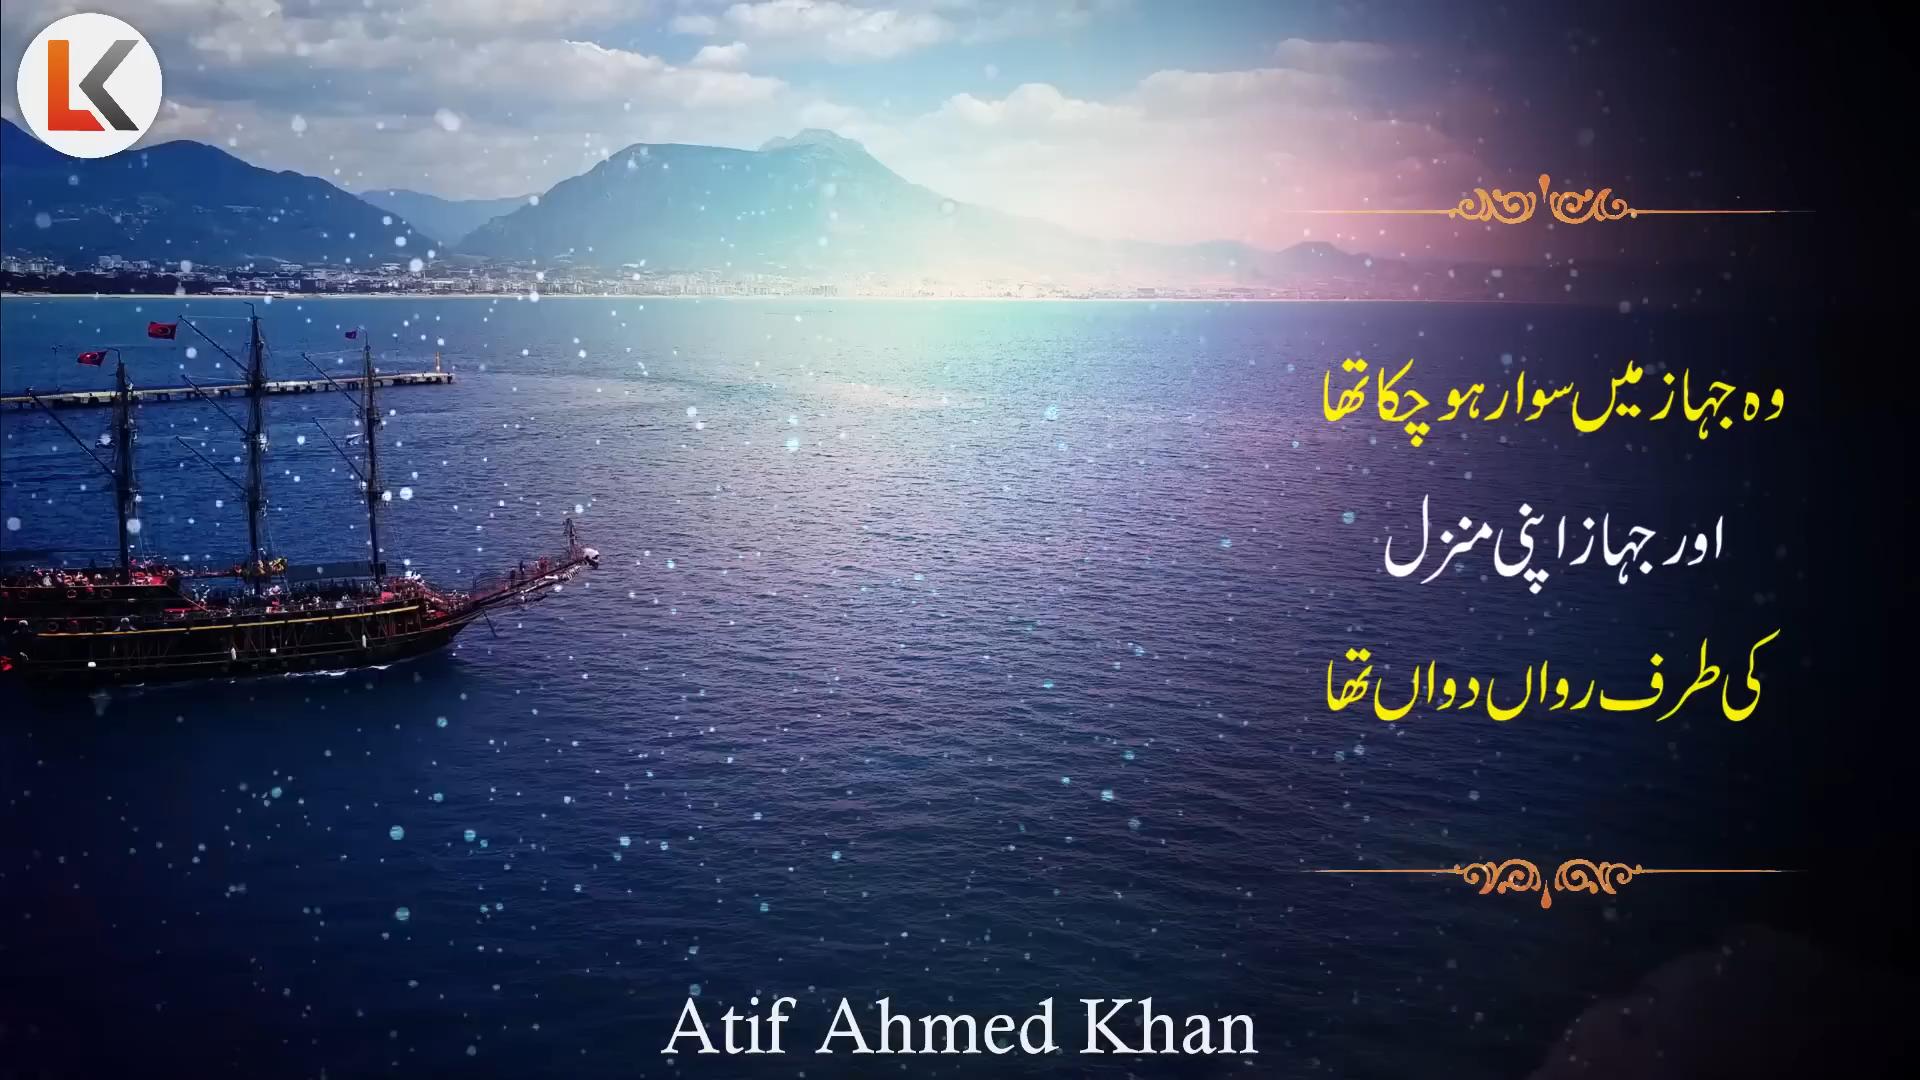 LK
وہ جہاز میں سوار ہو چکا تھا
اور جہاز اپنی منزل
کی طرف رواں دواں تھا
Atif Ahmed Khan